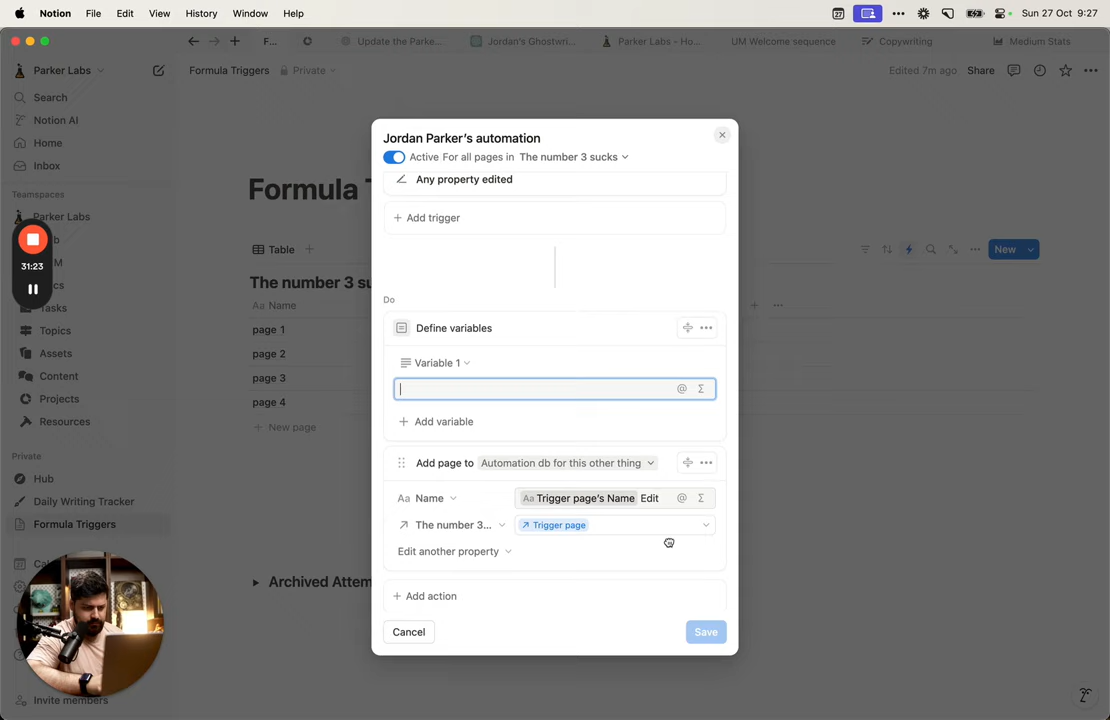 Notion File Edit View History Window Help
27
Sun 27 Oct 9:27
F...
Update the Parke...
Jordan's Ghostwri...
Parker Labs - Ho...
UM Welcome sequence
Copywriting
Medium Stats
Parker Labs
Formula Triggers Private
Edited 7m ago Share
Search
Notion AI
Home
Inbox
Teamspaces
Parker Labs
31:23
Tasks
Topics
Assets
Content
Projects
Resources
Private
Hub
Daily Writing Tracker
Formula Triggers
Invite members
Formula T
Table
New
The number 3 su
Aa Name
page 1
page 2
page 3
page 4
New page
Archived Attem
Jordan Parker's automation
Active For all pages in The number 3 sucks
Any property edited
Add trigger
Do
Define variables
Variable 1
@ Σ
Add variable
Add page to Automation db for this other thing
Aa Name
Aa Trigger page's Name Edit @ Σ
The number 3...
Trigger page
Edit another property
Add action
Cancel
Save